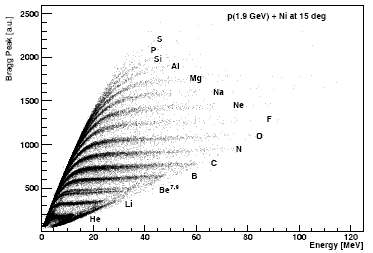 p(1.9 GeV) + Ni at 15 deg
Bragg Peak [a.u.]
2500
2000
1500
1000
500
S
P
Si
Al
Mg
Na
Ne
F
O
N
C
B
Be7,9
Li
He
0
20
40
60
80
100
120
Energy [MeV]